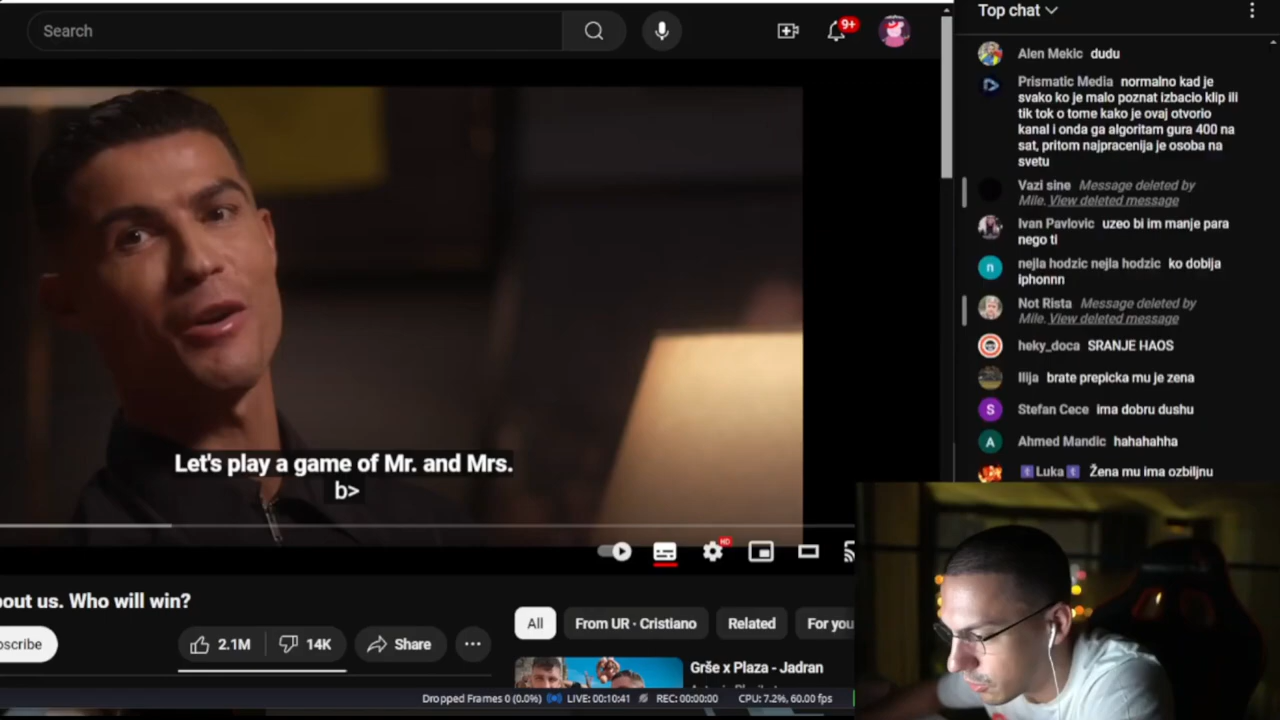 Search
9+
Let's play a game of Mr. and Mrs.
b>
HD
out us. Who will win?
scribe
2.1M
14K
Share
All
From UR · Cristiano
Related
For you
Grše x Plaza - Jadran
Dropped Frames 0 (0.0%)
LIVE: 00:10:41
REC: 00:00:00
CPU: 7.2%, 60.00 fps
Top chat
Alen Mekic dudu
Prismatic Media normalno kad je
svako ko je malo poznat izbacio klip ili
tik tok o tome kako je ovaj otvorio
kanal i onda ga algoritam gura 400 na
sat, pritom najpracenija je osoba na
svetu
Vazi sine Message deleted by
Mile. View deleted message
Ivan Pavlovic uzeo bi im manje para
nego ti
n
nejla hodzic nejla hodzic ko dobija
iphonnn
Not Rista Message deleted by
Mile. View deleted message
heky_doca SRANJE HAOS
Ilija brate prepicka mu je zena
S
Stefan Cece ima dobru dushu
A
Ahmed Mandic hahahahha
Luka Žena mu ima ozbiljnu